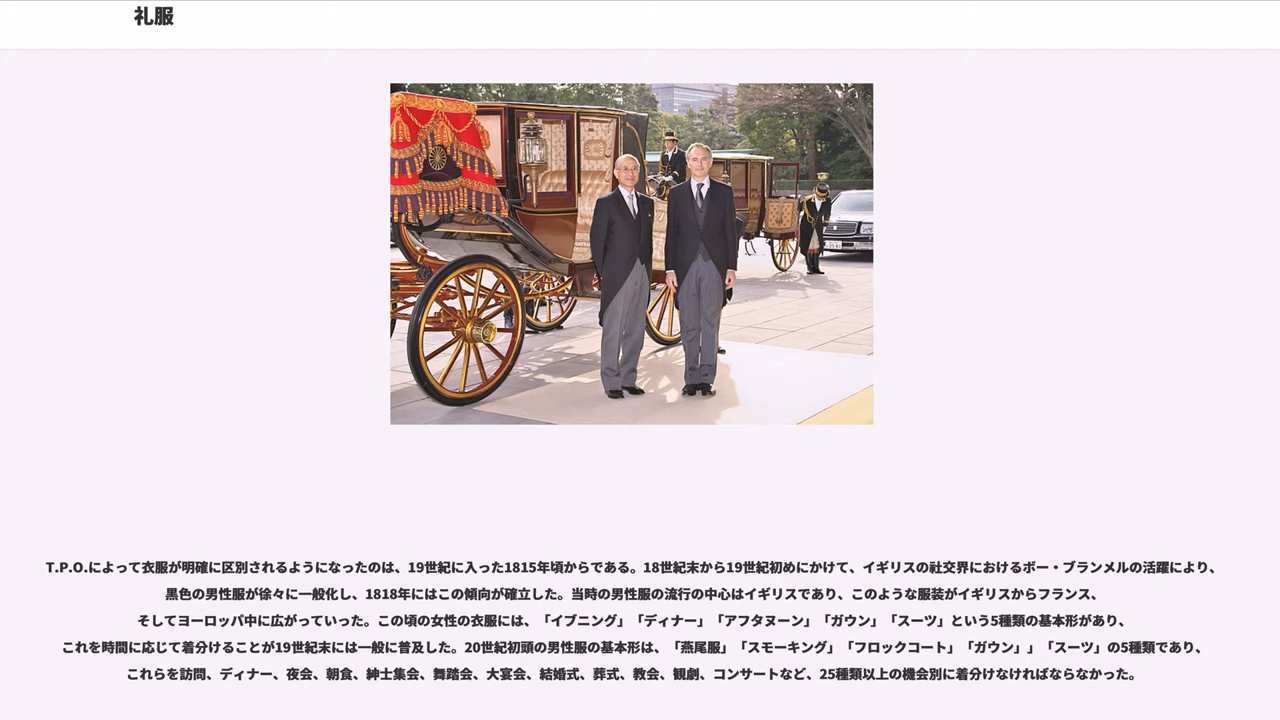 礼服
T.P.O.によって衣服が明確に区別されるようになったのは、19世紀に入った1815年頃からである。18世紀末から19世紀初めにかけて、イギリスの社交界におけるボー・ブランメルの活躍により、
黒色の男性服が徐々に一般化し、1818年にはこの傾向が確立した。当時の男性服の流行の中心はイギリスであり、このような服装がイギリスからフランス、
そしてヨーロッパ中に広がっていった。この頃の女性の衣服には、「イブニング」「ディナー」「アフタヌーン」「ガウン」「スーツ」という5種類の基本形があり、
これを時間に応じて着分けることが19世紀末には一般に普及した。20世紀初頭の男性服の基本形は、「燕尾服」「スモーキング」「フロックコート」「ガウン」」「スーツ」の5種類であり、
これらを訪問、ディナー、夜会、朝食、紳士集会、舞踏会、大宴会、結婚式、葬式、教会、観劇、コンサートなど、25種類以上の機会別に着分けなければならなかった。